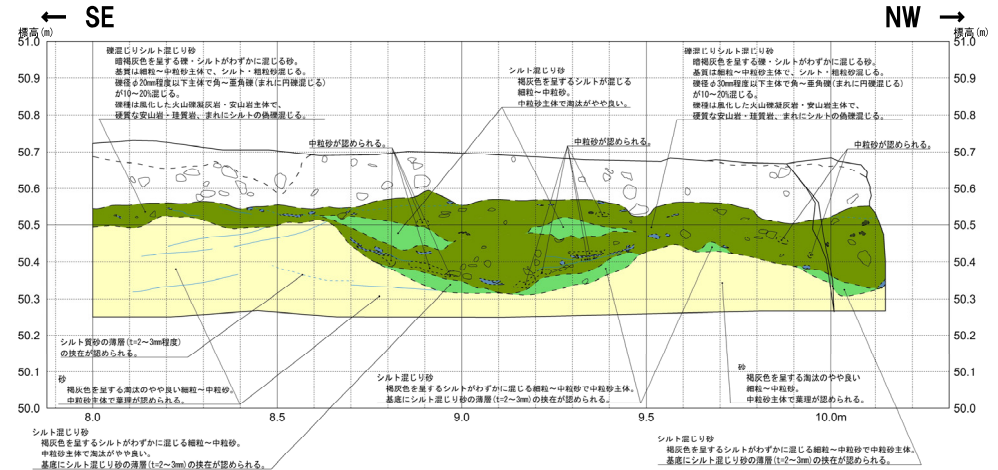 ← SE
NW →
標高(m)
標高(m)
51.0
50.9
50.8
50.7
50.6
50.5
50.4
50.3
50.2
50.1
50.0
51.0
50.9
50.8
50.7
50.6
50.5
50.4
50.3
50.2
50.1
50.0
礫混じりシルト混じり砂
暗褐灰色を呈する礫・シルトがわずかに混じる砂。
基質は細粒～中粒砂主体で、シルト・粗粒砂混じる。
礫径φ20mm程度以下主体で角～亜角礫(まれに円礫混じる)
が10～20%混じる。
礫種は風化した火山礫凝灰岩・安山岩主体で、
硬質な安山岩・珪質岩、まれにシルトの偽礫混じる。
シルト混じり砂
褐灰色を呈するシルトが混じる
細粒～中粒砂。
中粒砂主体で淘汰がやや良い。
礫混じりシルト混じり砂
暗褐灰色を呈する礫・シルトがわずかに混じる砂。
基質は細粒～中粒砂主体で、シルト・粗粒砂混じる。
礫径φ30mm程度以下主体で角～亜角礫(まれに円礫混じる)
が10～20%混じる。
礫種は風化した火山礫凝灰岩・安山岩主体で、
硬質な安山岩・珪質岩、まれにシルトの偽礫混じる。
中粒砂が認められる。
中粒砂が認められる。
中粒砂が認められる。
シルト質砂の薄層(t=2～3mm程度)
の挟在が認められる。
砂
褐灰色を呈する淘汰のやや良い細粒～中粒砂。
中粒砂主体で葉理が認められる。
シルト混じり砂
褐灰色を呈するシルトがわずかに混じる細粒～中粒砂で中粒砂主体。
基底にシルト混じり砂の薄層(t=2～3mm)の挟在が認められる。
砂
褐灰色を呈する淘汰のやや良い
細粒～中粒砂。
中粒砂主体で葉理が認められる。
8.0
8.5
9.0
9.5
10.0m
シルト混じり砂
褐灰色を呈するシルトがわずかに混じる細粒～中粒砂。
中粒砂主体で淘汰がやや良い。
基底にシルト混じり砂の薄層(t=2～3mm)の挟在が認められる。
シルト混じり砂
褐灰色を呈するシルトがわずかに混じる細粒～中粒砂で中粒砂主体。
基底にシルト混じり砂の薄層(t=2～3mm)の挟在が認められる。